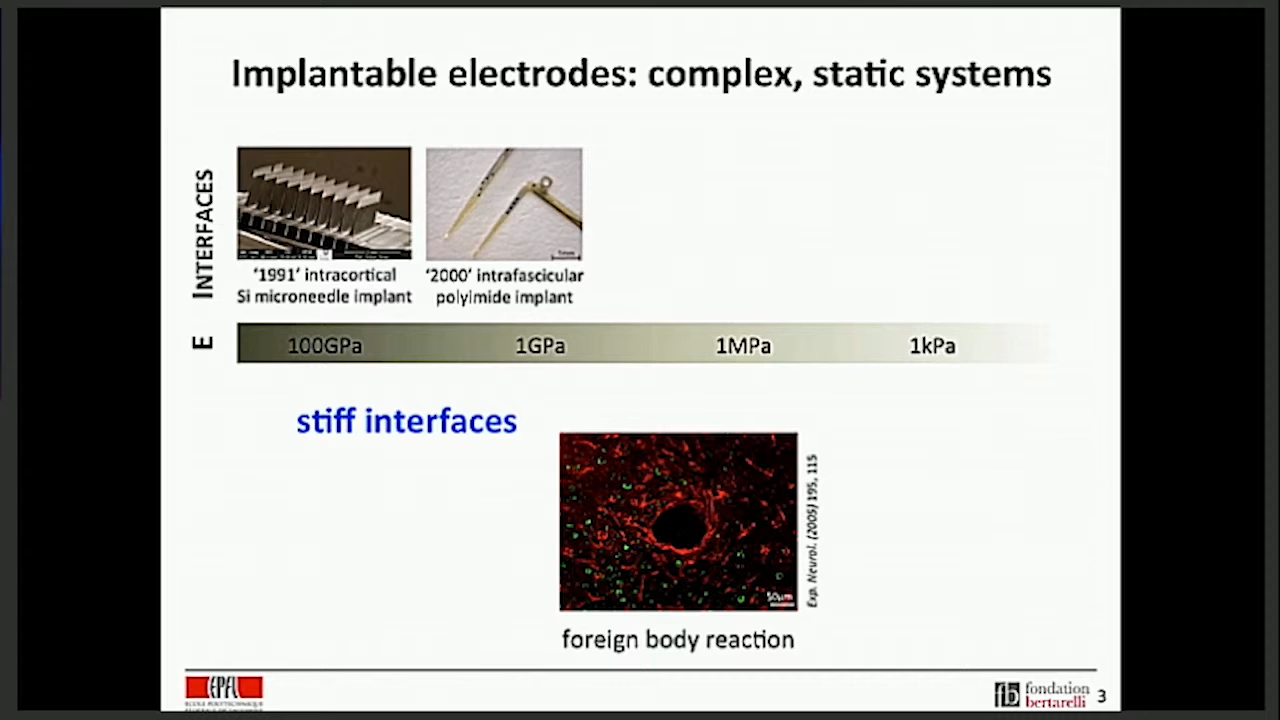 Implantable electrodes: complex, static systems
INTERFACES
'1991' intracortical
Si microneedle implant
'2000' intrafascicular
polyimide implant
E
100GPa
1GPa
1MPa
1kPa
stiff interfaces
50µm
Exp. Neurol. (2005) 195, 115
foreign body reaction
EPFL
fb
fondation
bertarelli
3